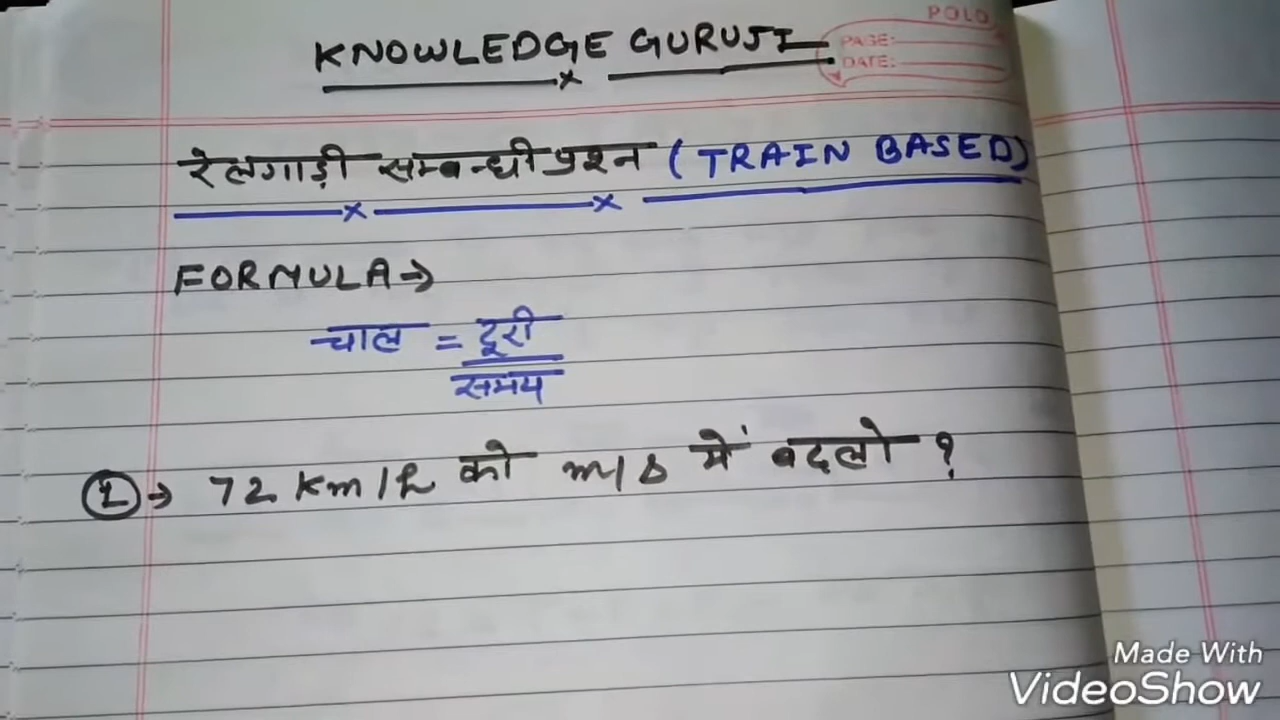 POLO
PAGE:
DATE:
KNOWLEDGE GURUJI
रेलगाड़ी सम्बन्धी प्रश्न (TRAIN BASED)
FORMULA→
चाल = दूरी
समय
1→ 72 Km/h को m/s में बदलो ?
Made With
VideoShow